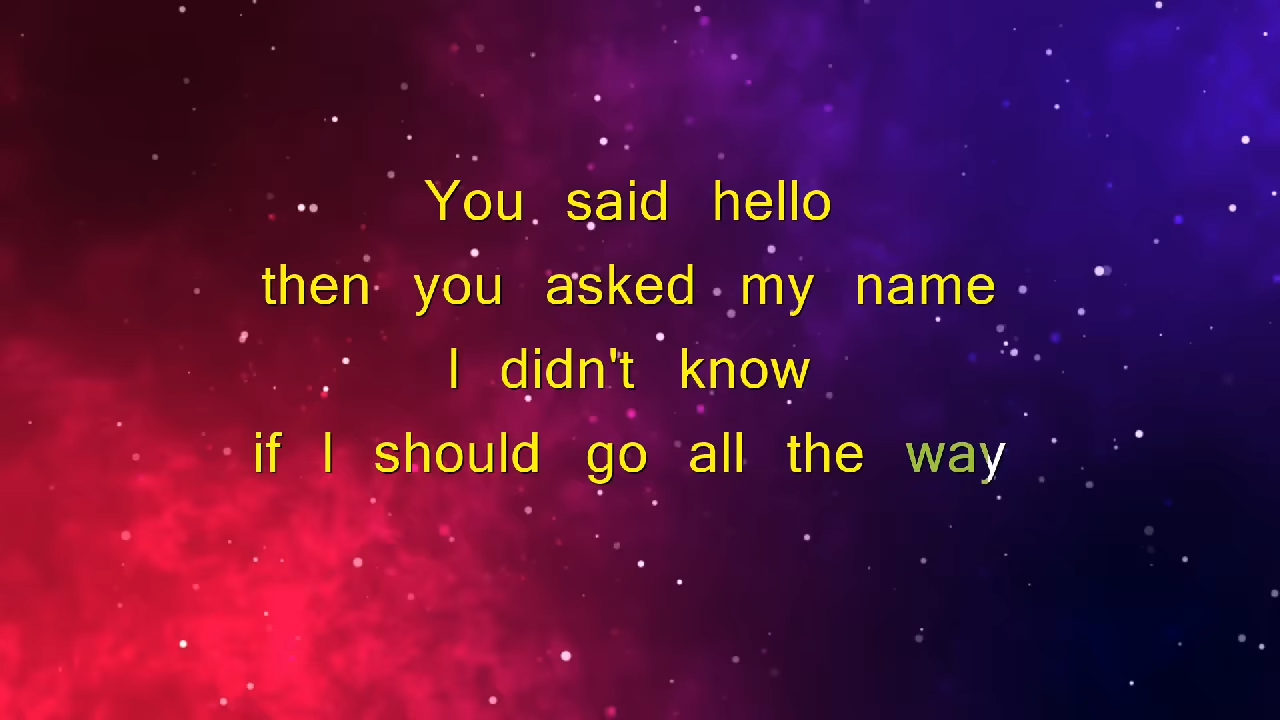 You said hello
then you asked my name
I didn't know
if I should go all the way